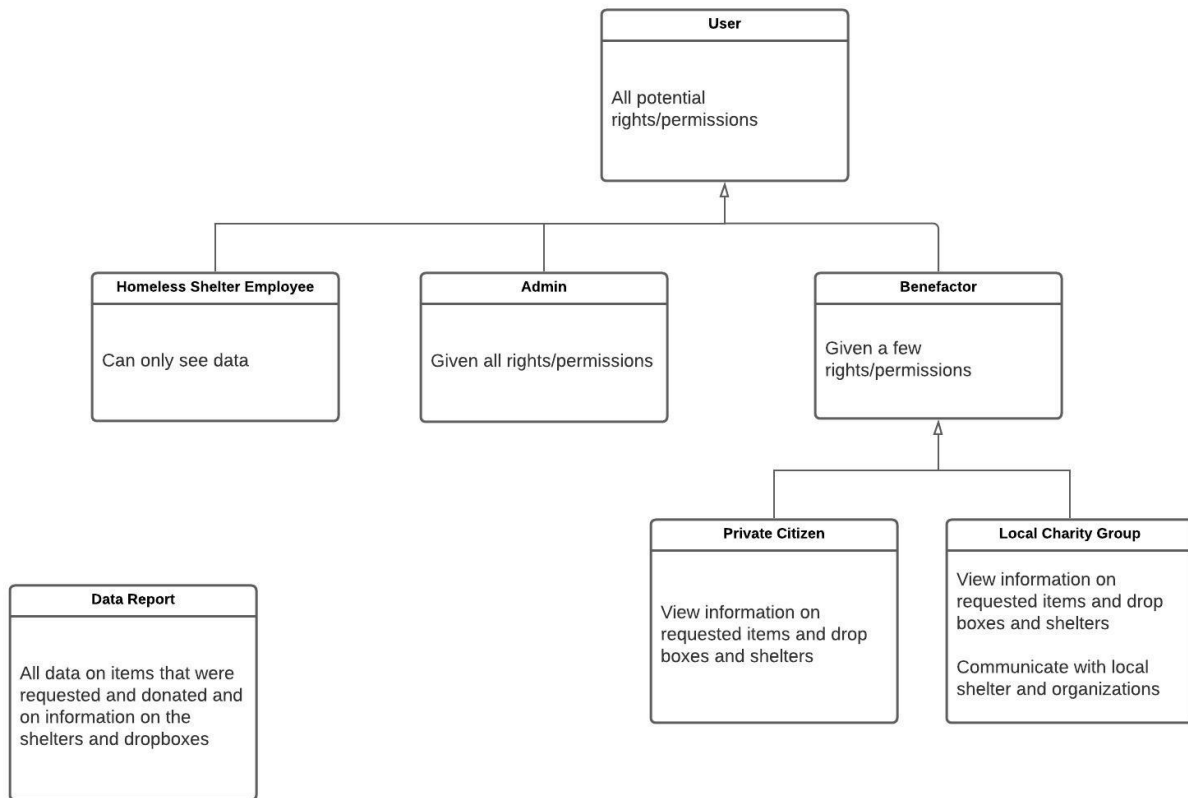 User
All potential
rights/permissions
Homeless Shelter Employee
Can only see data
Admin
Given all rights/permissions
Benefactor
Given a few
rights/permissions
Private Citizen
View information on
requested items and drop
boxes and shelters
Local Charity Group
View information on
requested items and drop
boxes and shelters
Communicate with local
shelter and organizations
Data Report
All data on items that were
requested and donated and
on information on the
shelters and dropboxes